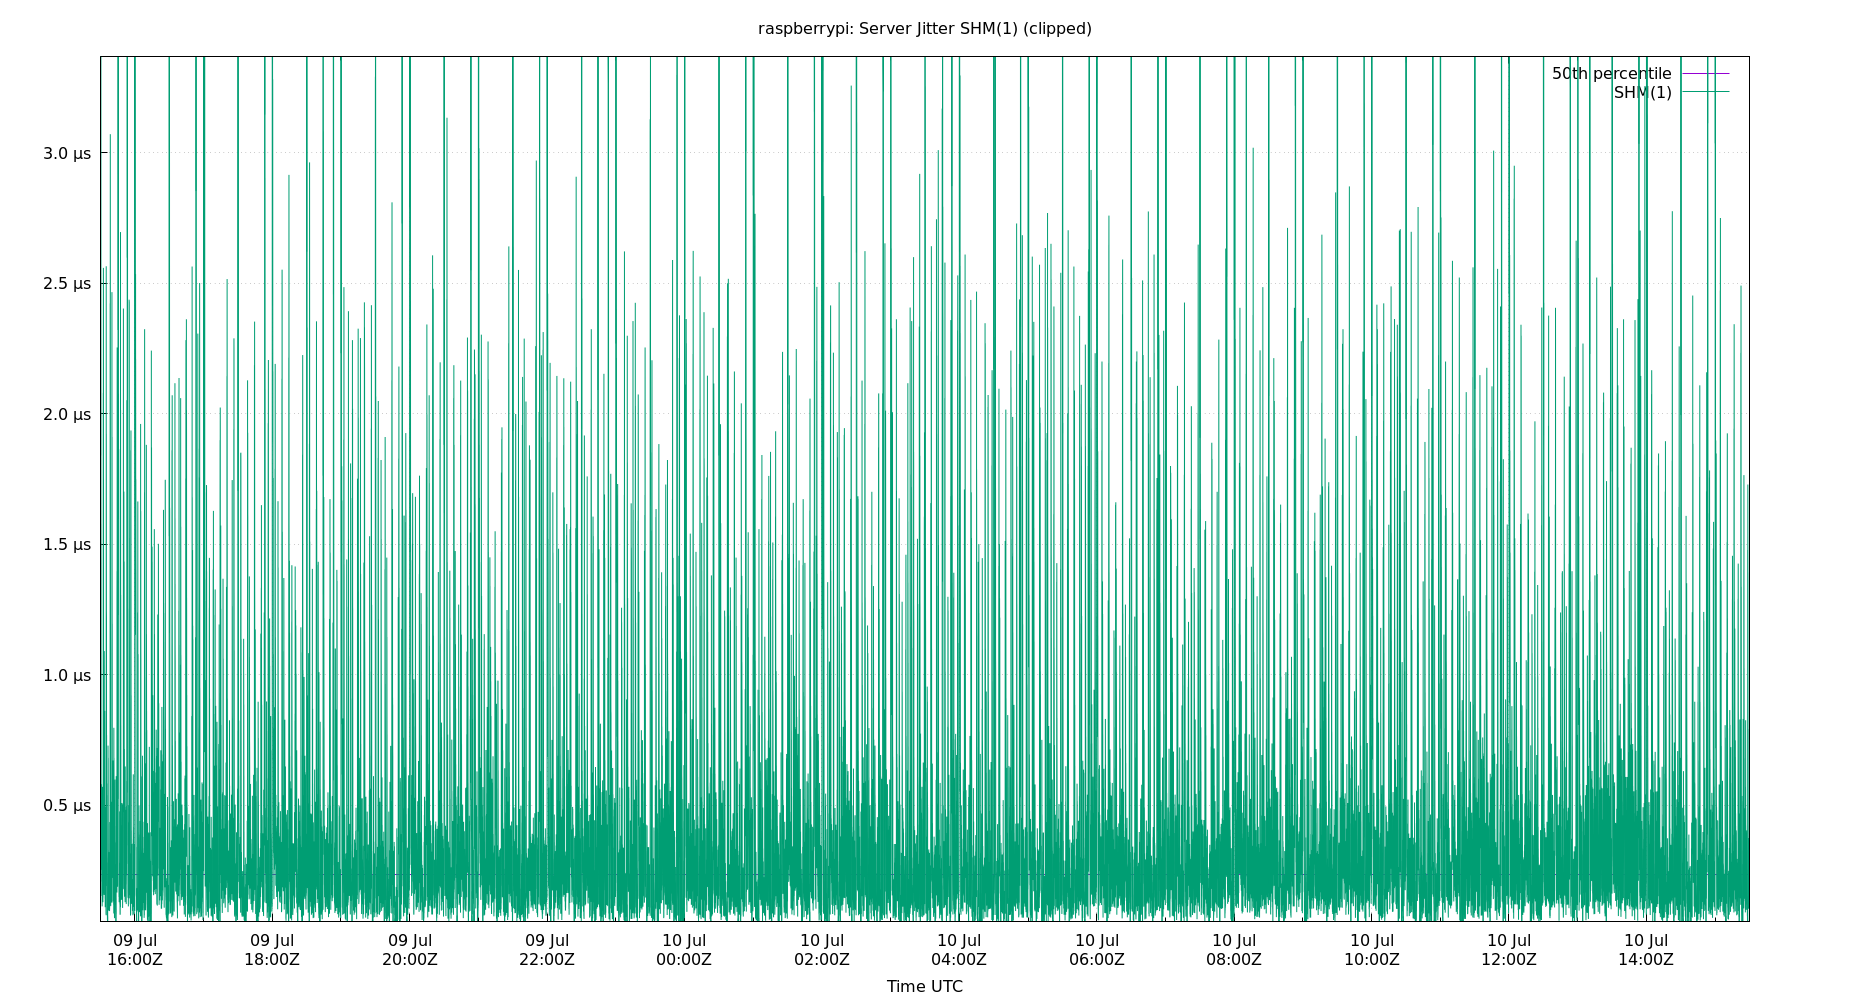 raspberrypi: Server Jitter SHM(1) (clipped)
50th percentile
SHM(1)
3.0 µs
2.5 µs
2.0 µs
1.5 µs
1.0 µs
0.5 µs
09 Jul 09 Jul 09 Jul 09 Jul 10 Jul 10 Jul 10 Jul 10 Jul 10 Jul 10 Jul 10 Jul 10 Jul
16:00Z 18:00Z 20:00Z 22:00Z 00:00Z 02:00Z 04:00Z 06:00Z 08:00Z 10:00Z 12:00Z 14:00Z
Time UTC